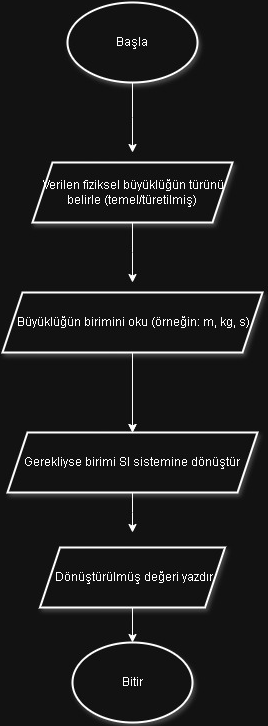 Başla
Verilen fiziksel büyüklüğün türünü
belirle (temel/türetilmiş)
Büyüklüğün birimini oku (örneğin: m, kg, s)
Gerekliyse birimi SI sistemine dönüştür
Dönüştürülmüş değeri yazdır
Bitir